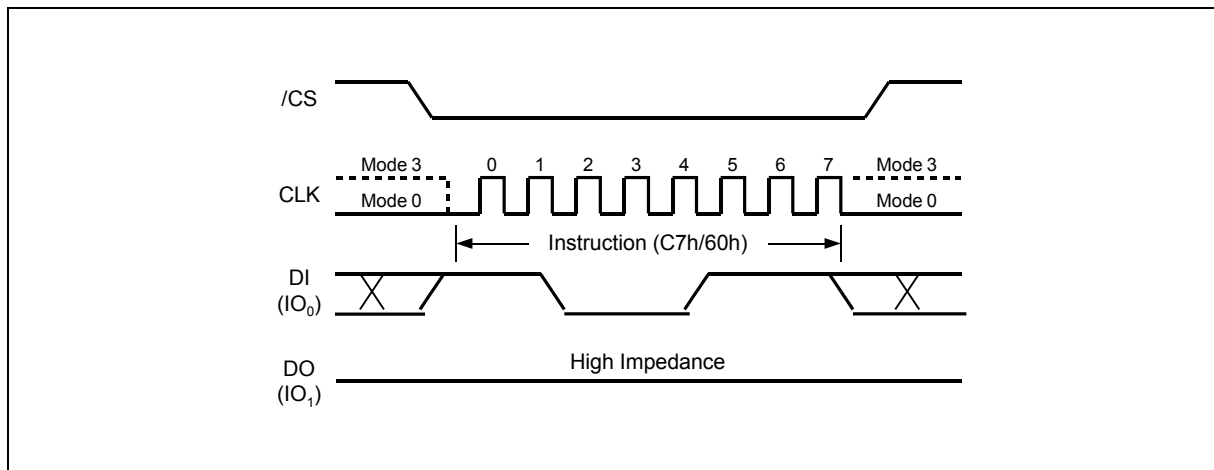 /CS
Mode 3 0 1 2 3 4 5 6 7 Mode 3
CLK
Mode 0 Mode 0
Instruction (C7h/60h)
DI
(IO0)
High Impedance
DO
(IO1)